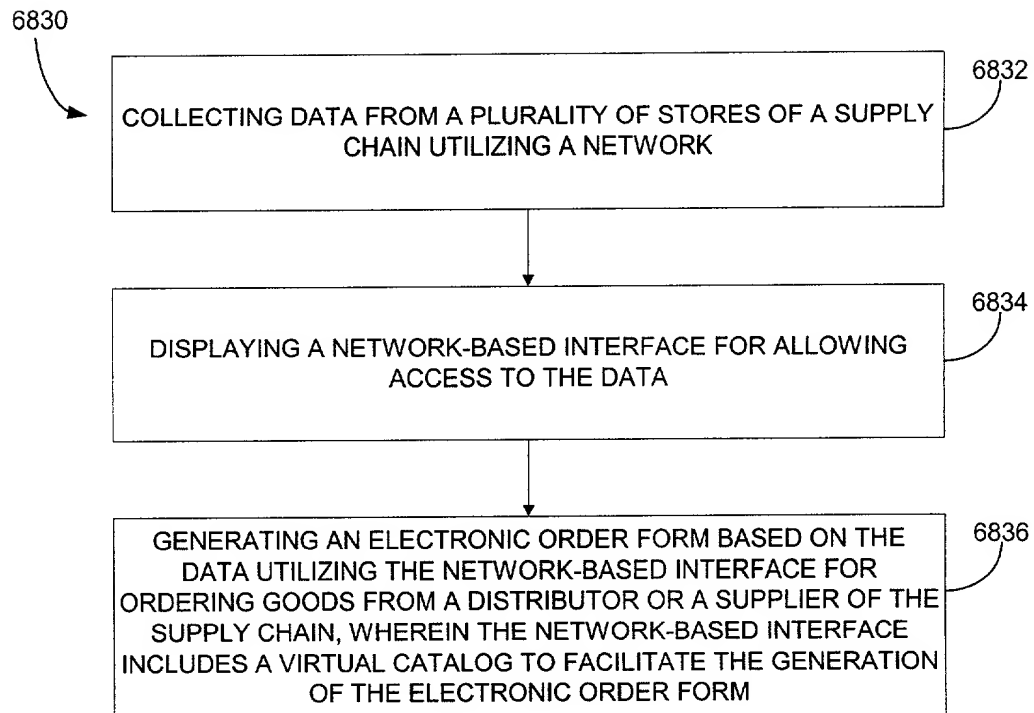 6830
6832
COLLECTING DATA FROM A PLURALITY OF STORES OF A SUPPLY
CHAIN UTILIZING A NETWORK
6834
DISPLAYING A NETWORK-BASED INTERFACE FOR ALLOWING
ACCESS TO THE DATA
6836
GENERATING AN ELECTRONIC ORDER FORM BASED ON THE
DATA UTILIZING THE NETWORK-BASED INTERFACE FOR
ORDERING GOODS FROM A DISTRIBUTOR OR A SUPPLIER OF THE
SUPPLY CHAIN, WHEREIN THE NETWORK-BASED INTERFACE
INCLUDES A VIRTUAL CATALOG TO FACILITATE THE GENERATION
OF THE ELECTRONIC ORDER FORM